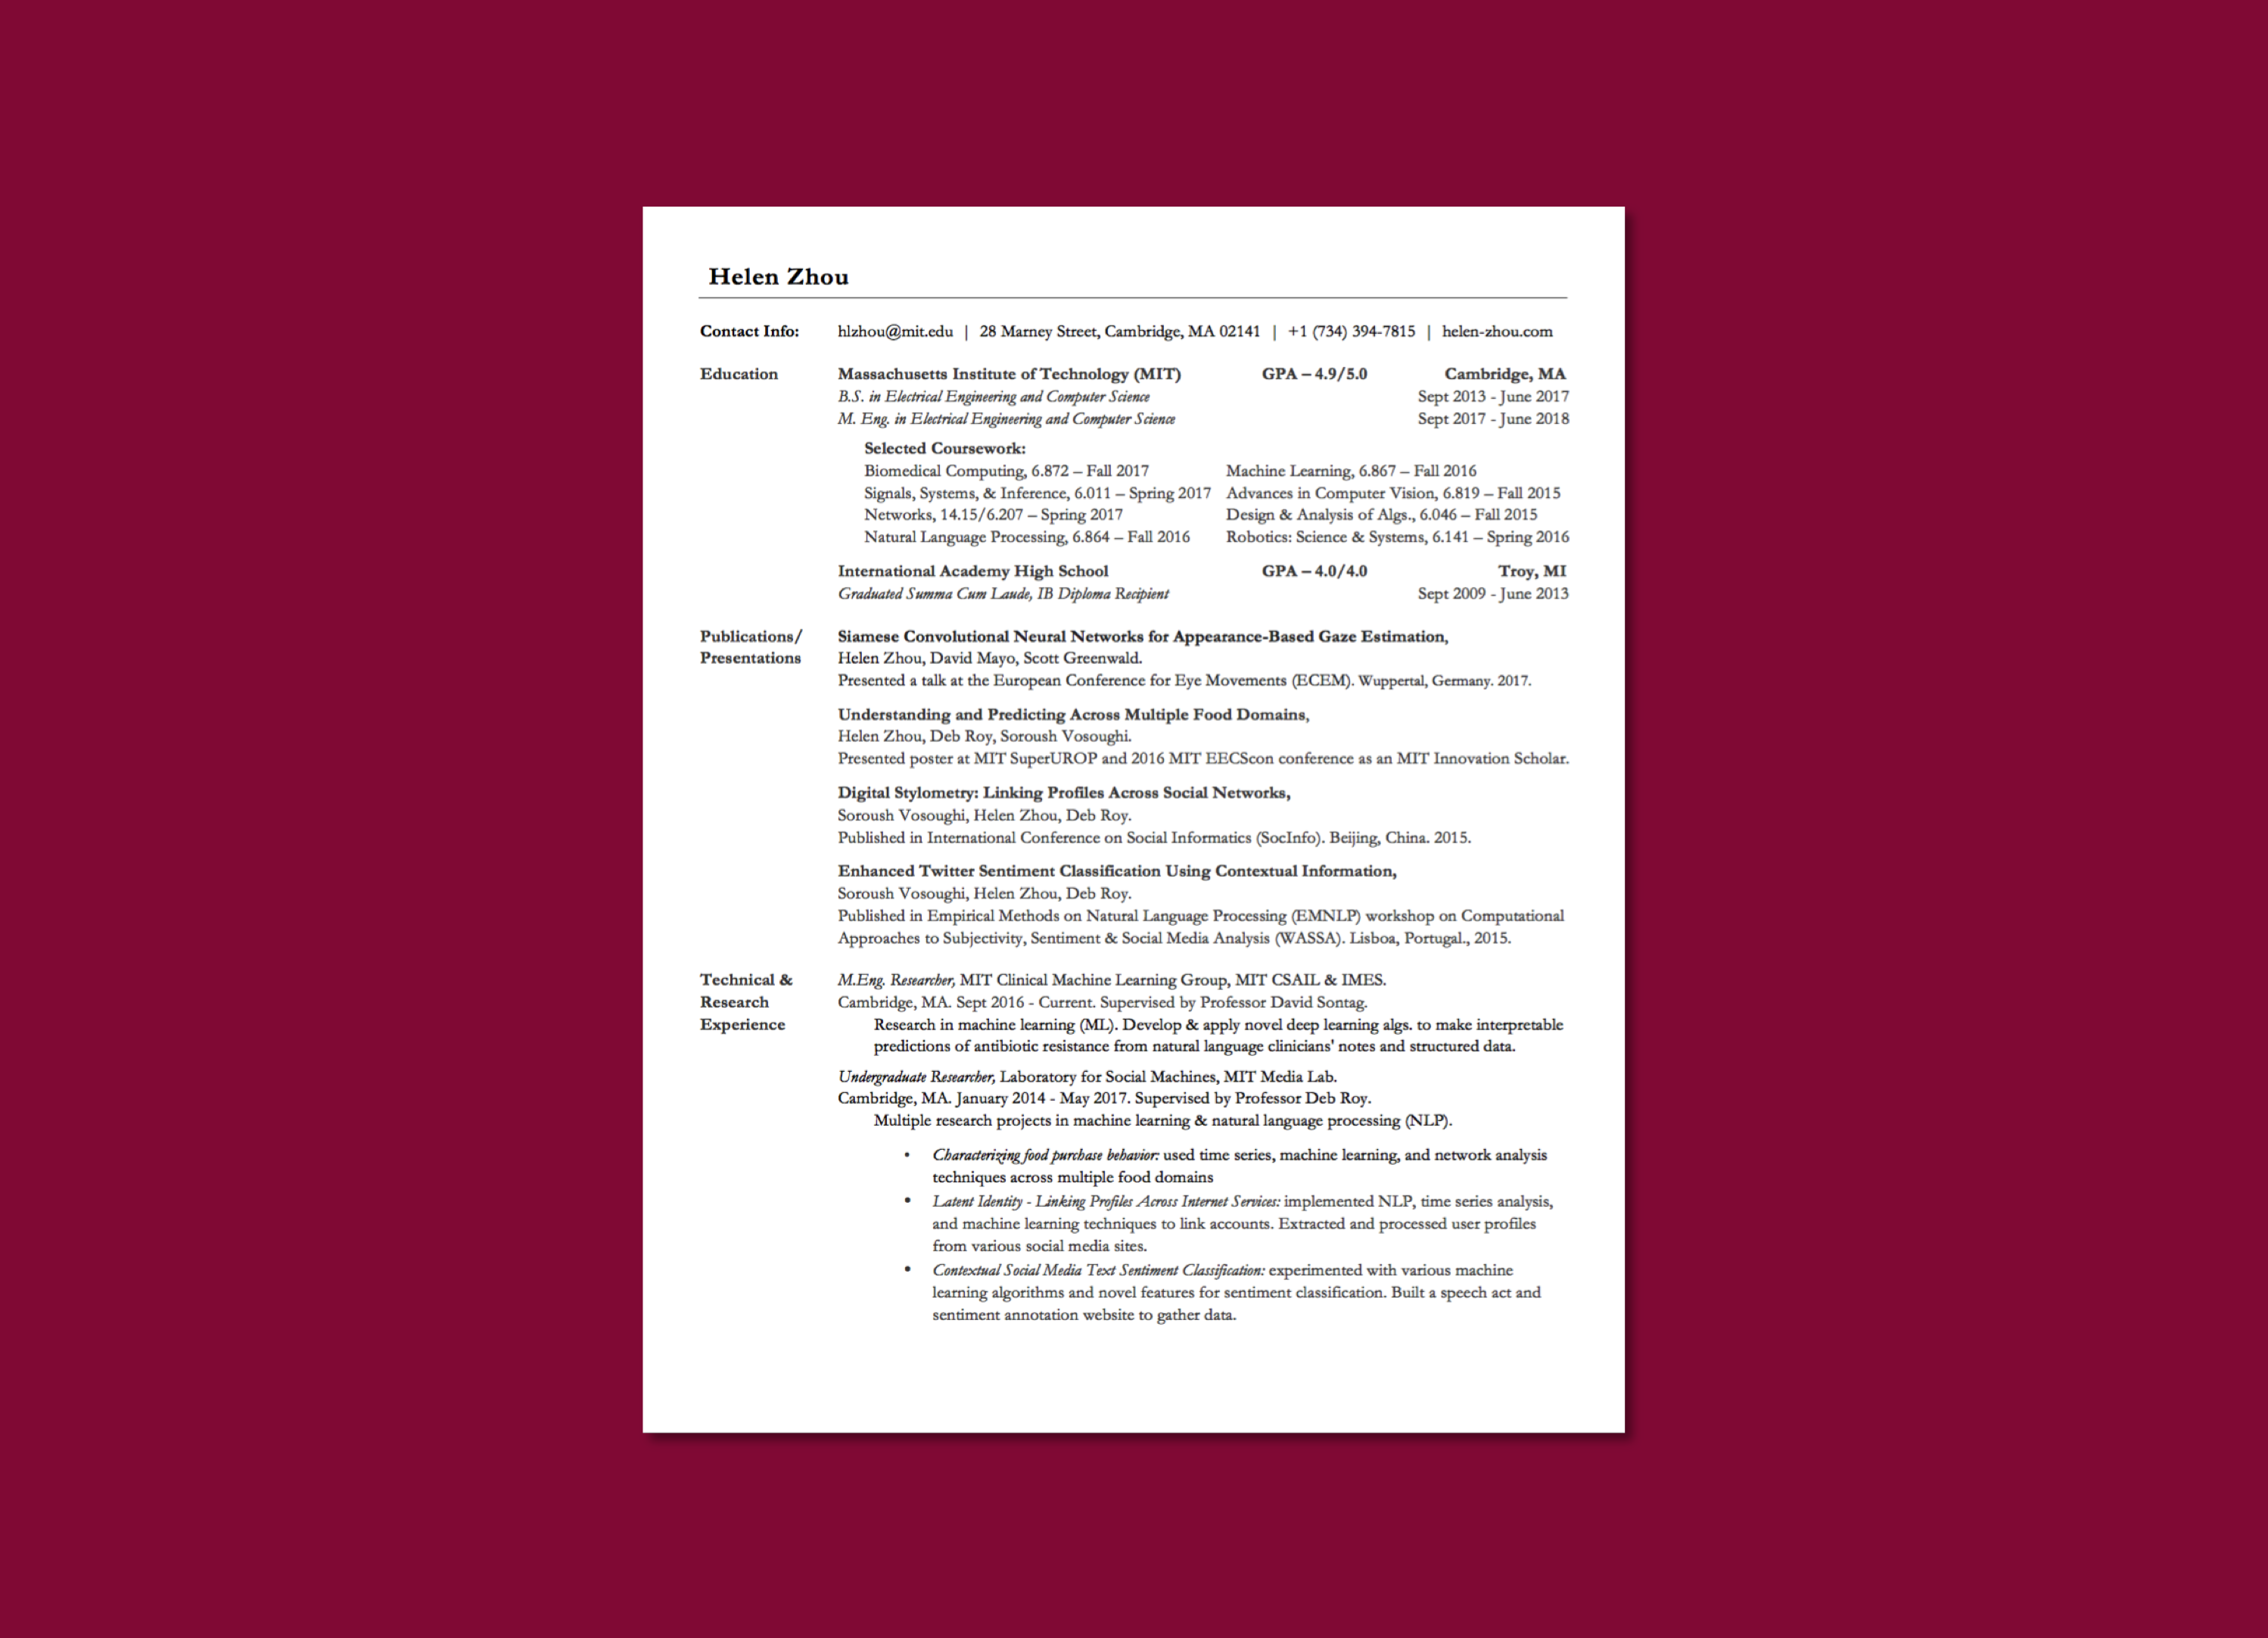 Helen Zhou
Contact Info: hlzhou@mit.edu | 28 Marney Street, Cambridge, MA 02141 | +1 (734) 394-7815 | helen-zhou.com
Education Massachusetts Institute of Technology (MIT) GPA – 4.9/5.0 Cambridge, MA
B.S. in Electrical Engineering and Computer Science Sept 2013 - June 2017
M. Eng. in Electrical Engineering and Computer Science Sept 2017 - June 2018
Selected Coursework:
Biomedical Computing, 6.872 – Fall 2017 Machine Learning, 6.867 – Fall 2016
Signals, Systems, & Inference, 6.011 – Spring 2017 Advances in Computer Vision, 6.819 – Fall 2015
Networks, 14.15/6.207 – Spring 2017 Design & Analysis of Algs., 6.046 – Fall 2015
Natural Language Processing, 6.864 – Fall 2016 Robotics: Science & Systems, 6.141 – Spring 2016
International Academy High School GPA – 4.0/4.0 Troy, MI
Graduated Summa Cum Laude, IB Diploma Recipient Sept 2009 - June 2013
Publications/ Siamese Convolutional Neural Networks for Appearance-Based Gaze Estimation,
Presentations Helen Zhou, David Mayo, Scott Greenwald.
Presented a talk at the European Conference for Eye Movements (ECEM). Wuppertal, Germany. 2017.
Understanding and Predicting Across Multiple Food Domains,
Helen Zhou, Deb Roy, Soroush Vosoughi.
Presented poster at MIT SuperUROP and 2016 MIT EECScon conference as an MIT Innovation Scholar.
Digital Stylometry: Linking Profiles Across Social Networks,
Soroush Vosoughi, Helen Zhou, Deb Roy.
Published in International Conference on Social Informatics (SocInfo). Beijing, China. 2015.
Enhanced Twitter Sentiment Classification Using Contextual Information,
Soroush Vosoughi, Helen Zhou, Deb Roy.
Published in Empirical Methods on Natural Language Processing (EMNLP) workshop on Computational
Approaches to Subjectivity, Sentiment & Social Media Analysis (WASSA). Lisboa, Portugal., 2015.
Technical & M.Eng. Researcher, MIT Clinical Machine Learning Group, MIT CSAIL & IMES.
Research Cambridge, MA. Sept 2016 - Current. Supervised by Professor David Sontag.
Experience Research in machine learning (ML). Develop & apply novel deep learning algs. to make interpretable
predictions of antibiotic resistance from natural language clinicians' notes and structured data.
Undergraduate Researcher, Laboratory for Social Machines, MIT Media Lab.
Cambridge, MA. January 2014 - May 2017. Supervised by Professor Deb Roy.
Multiple research projects in machine learning & natural language processing (NLP).
• Characterizing food purchase behavior: used time series, machine learning, and network analysis
techniques across multiple food domains
• Latent Identity - Linking Profiles Across Internet Services: implemented NLP, time series analysis,
and machine learning techniques to link accounts. Extracted and processed user profiles
from various social media sites.
• Contextual Social Media Text Sentiment Classification: experimented with various machine
learning algorithms and novel features for sentiment classification. Built a speech act and
sentiment annotation website to gather data.